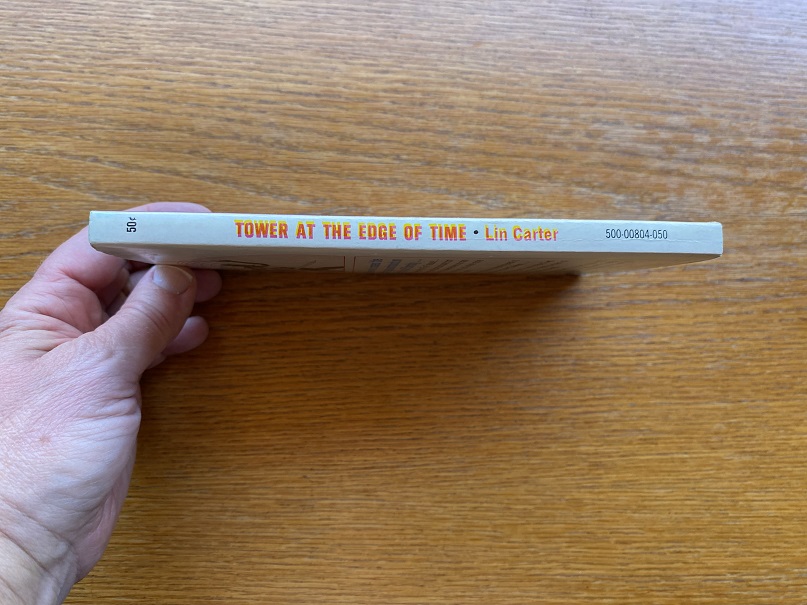 50¢
TOWER AT THE EDGE OF TIME • Lin Carter 500-00804-050